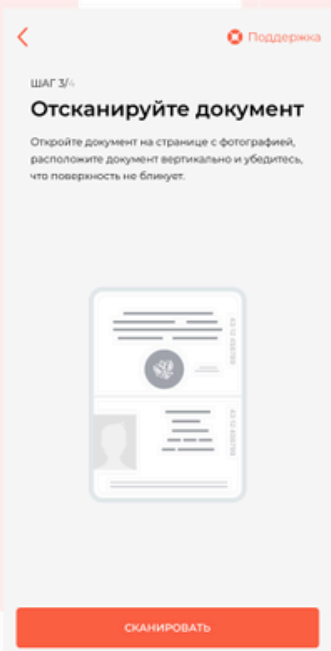 Поддержка
ШАГ 3/4
Отсканируйте документ
Откройте документ на странице с фотографией,
расположите документ вертикально и убедитесь,
что поверхность не бликует.
СКАНИРОВАТЬ